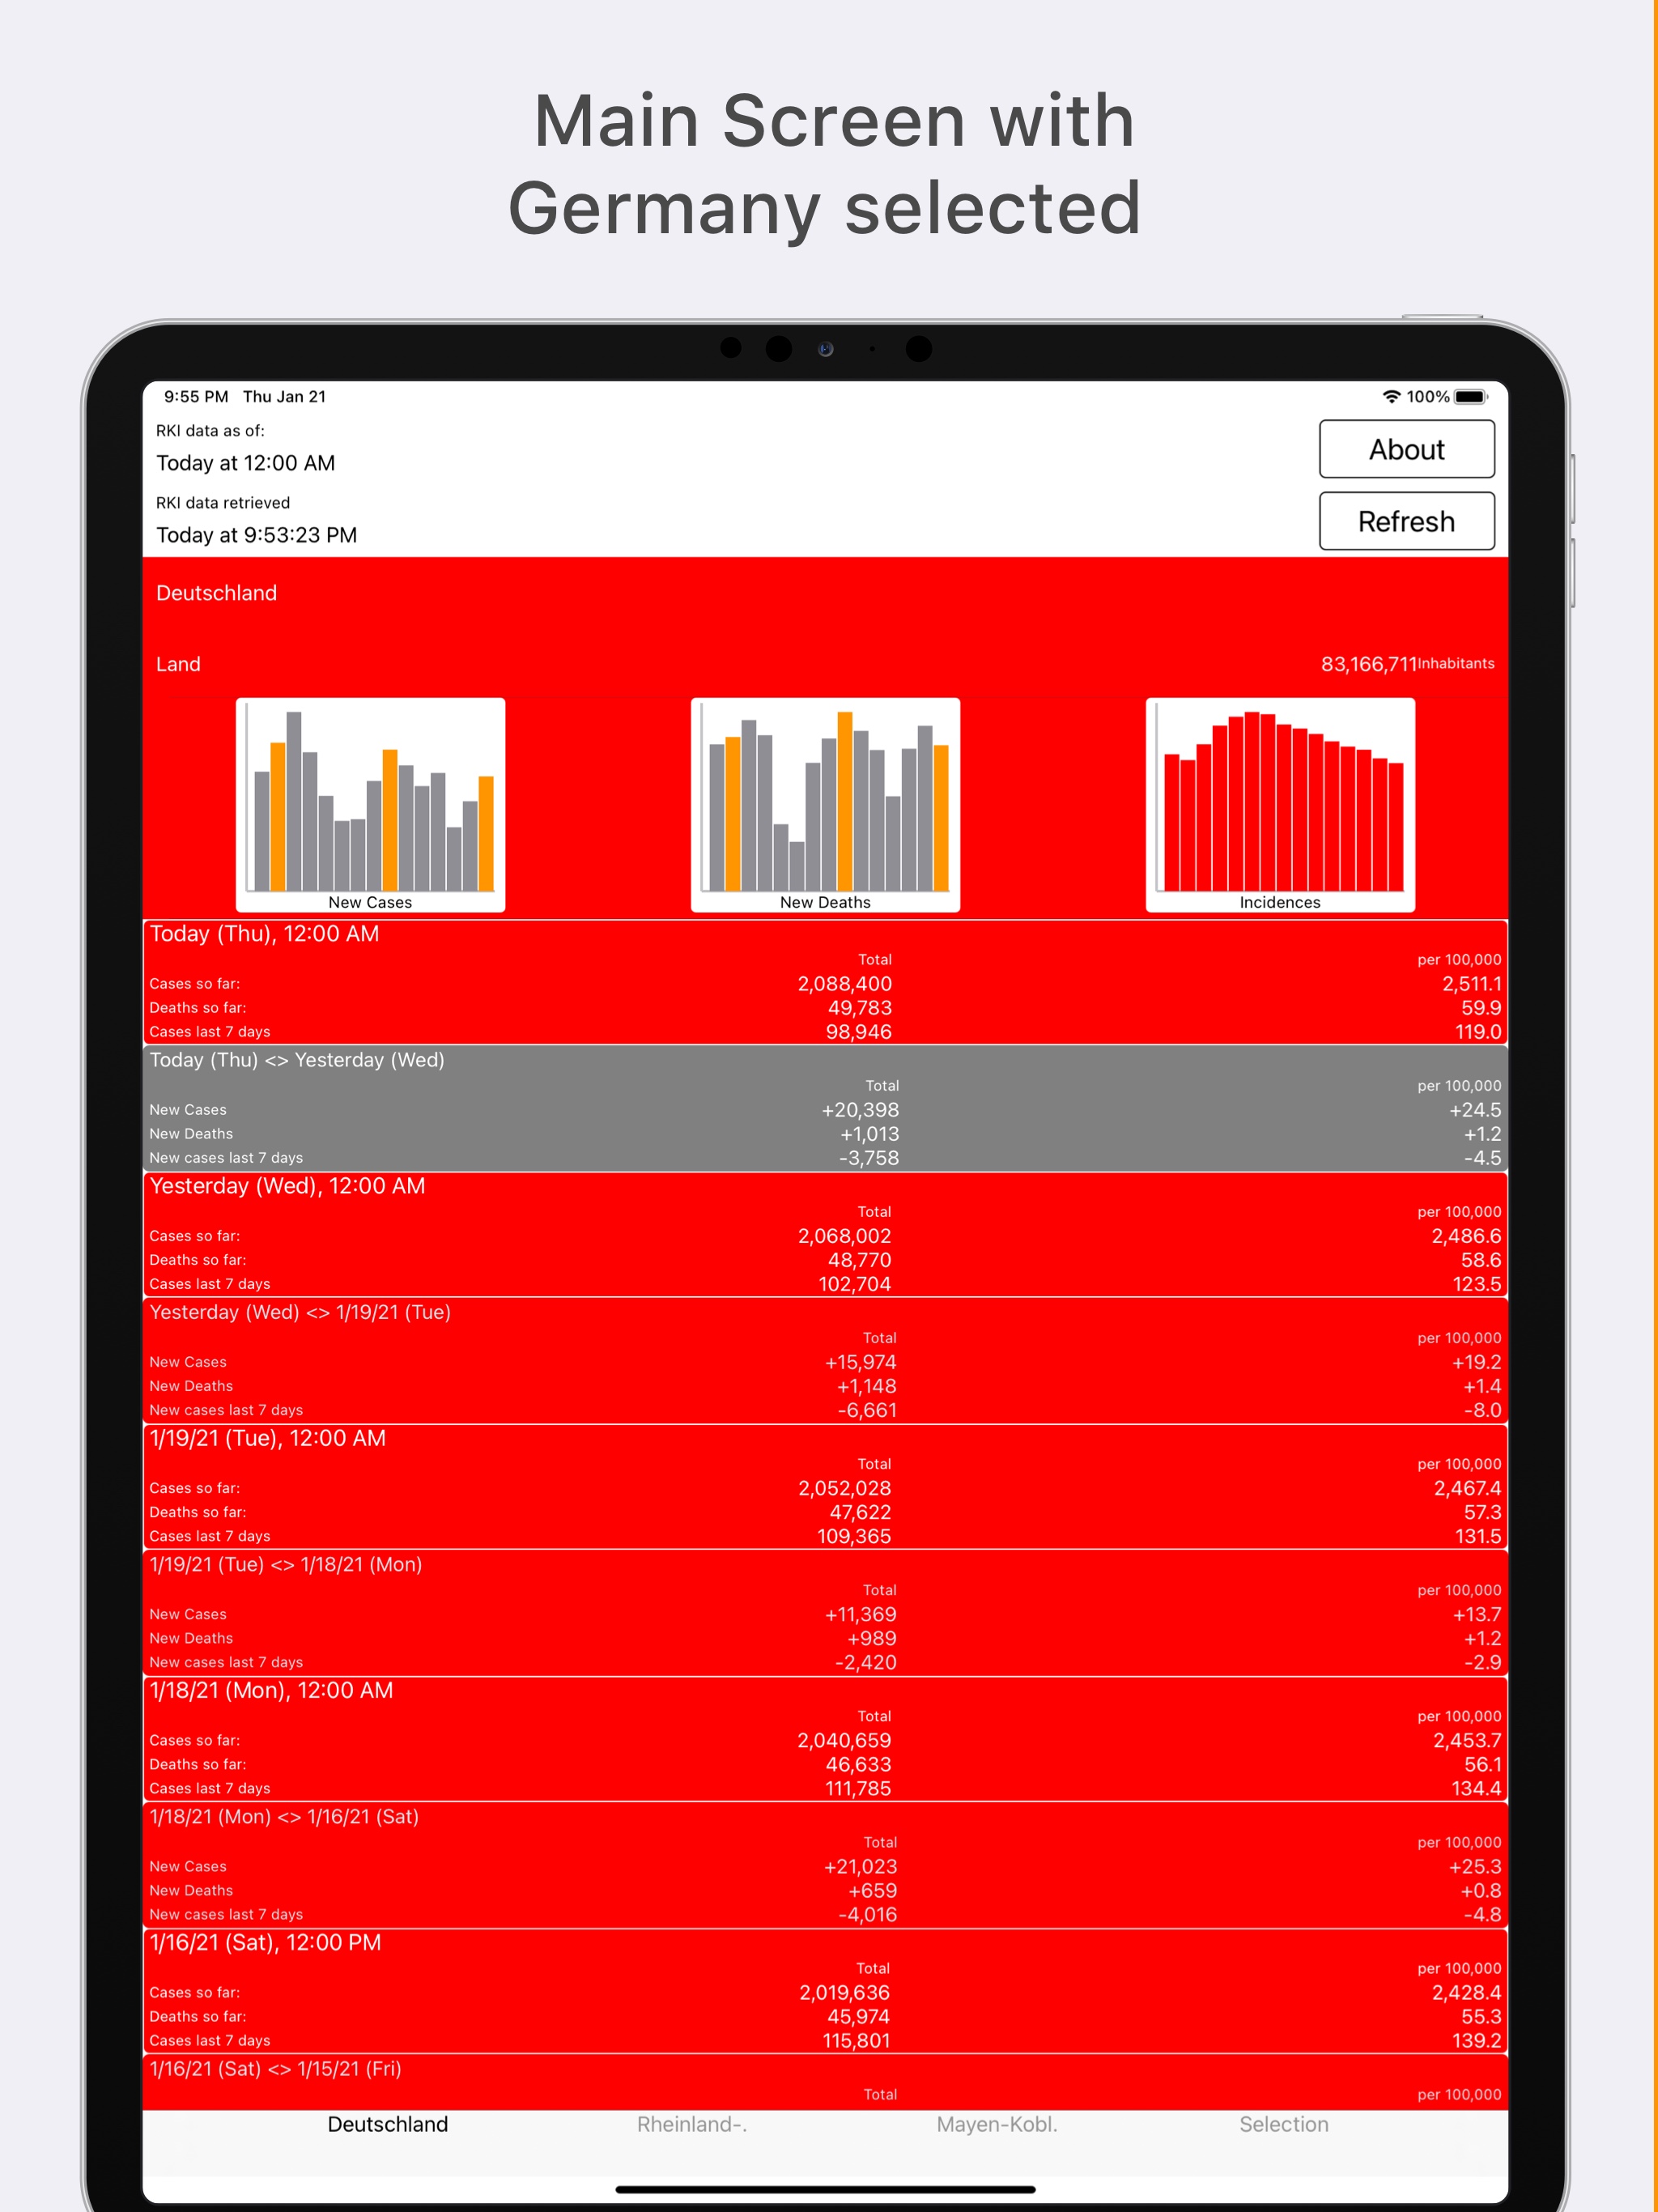 Main Screen with
Germany selected
9:55 PM Thu Jan 21 100%
RKI data as of:
Today at 12:00 AM
About
RKI data retrieved
Today at 9:53:23 PM
Refresh
Deutschland
Land 83,166,711Inhabitants
New Cases New Deaths Incidences
Today (Thu), 12:00 AM
Total per 100,000
Cases so far: 2,088,400 2,511.1
Deaths so far: 49,783 59.9
Cases last 7 days 98,946 119.0
Today (Thu) <> Yesterday (Wed)
Total per 100,000
New Cases +20,398 +24.5
New Deaths +1,013 +1.2
New cases last 7 days -3,758 -4.5
Yesterday (Wed), 12:00 AM
Total per 100,000
Cases so far: 2,068,002 2,486.6
Deaths so far: 48,770 58.6
Cases last 7 days 102,704 123.5
Yesterday (Wed) <> 1/19/21 (Tue)
Total per 100,000
New Cases +15,974 +19.2
New Deaths +1,148 +1.4
New cases last 7 days -6,661 -8.0
1/19/21 (Tue), 12:00 AM
Total per 100,000
Cases so far: 2,052,028 2,467.4
Deaths so far: 47,622 57.3
Cases last 7 days 109,365 131.5
1/19/21 (Tue) <> 1/18/21 (Mon)
Total per 100,000
New Cases +11,369 +13.7
New Deaths +989 +1.2
New cases last 7 days -2,420 -2.9
1/18/21 (Mon), 12:00 AM
Total per 100,000
Cases so far: 2,040,659 2,453.7
Deaths so far: 46,633 56.1
Cases last 7 days 111,785 134.4
1/18/21 (Mon) <> 1/16/21 (Sat)
Total per 100,000
New Cases +21,023 +25.3
New Deaths +659 +0.8
New cases last 7 days -4,016 -4.8
1/16/21 (Sat), 12:00 PM
Total per 100,000
Cases so far: 2,019,636 2,428.4
Deaths so far: 45,974 55.3
Cases last 7 days 115,801 139.2
1/16/21 (Sat) <> 1/15/21 (Fri)
Total per 100,000
Deutschland Rheinland-. Mayen-Kobl. Selection